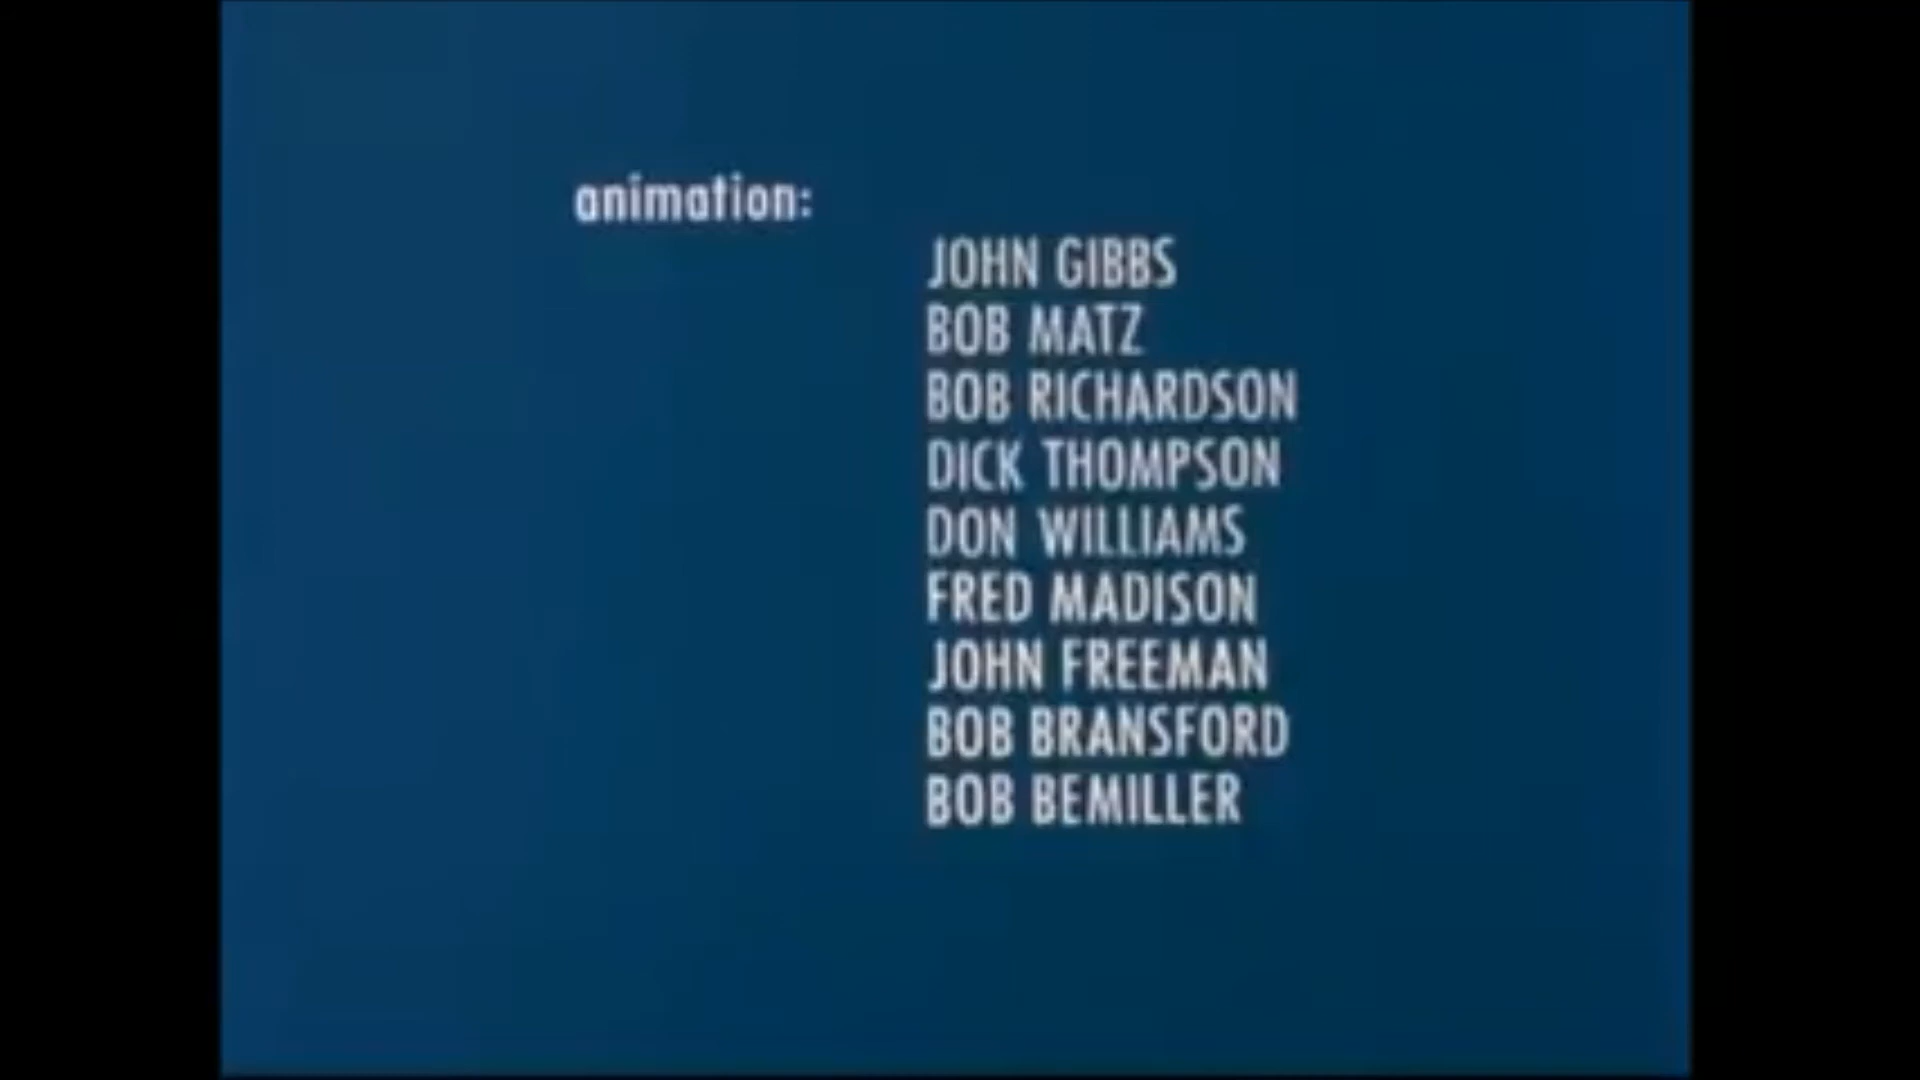 animation:
JOHN GIBBS
BOB MATZ
BOB RICHARDSON
DICK THOMPSON
DON WILLIAMS
FRED MADISON
JOHN FREEMAN
BOB BRANSFORD
BOB BEMILLER